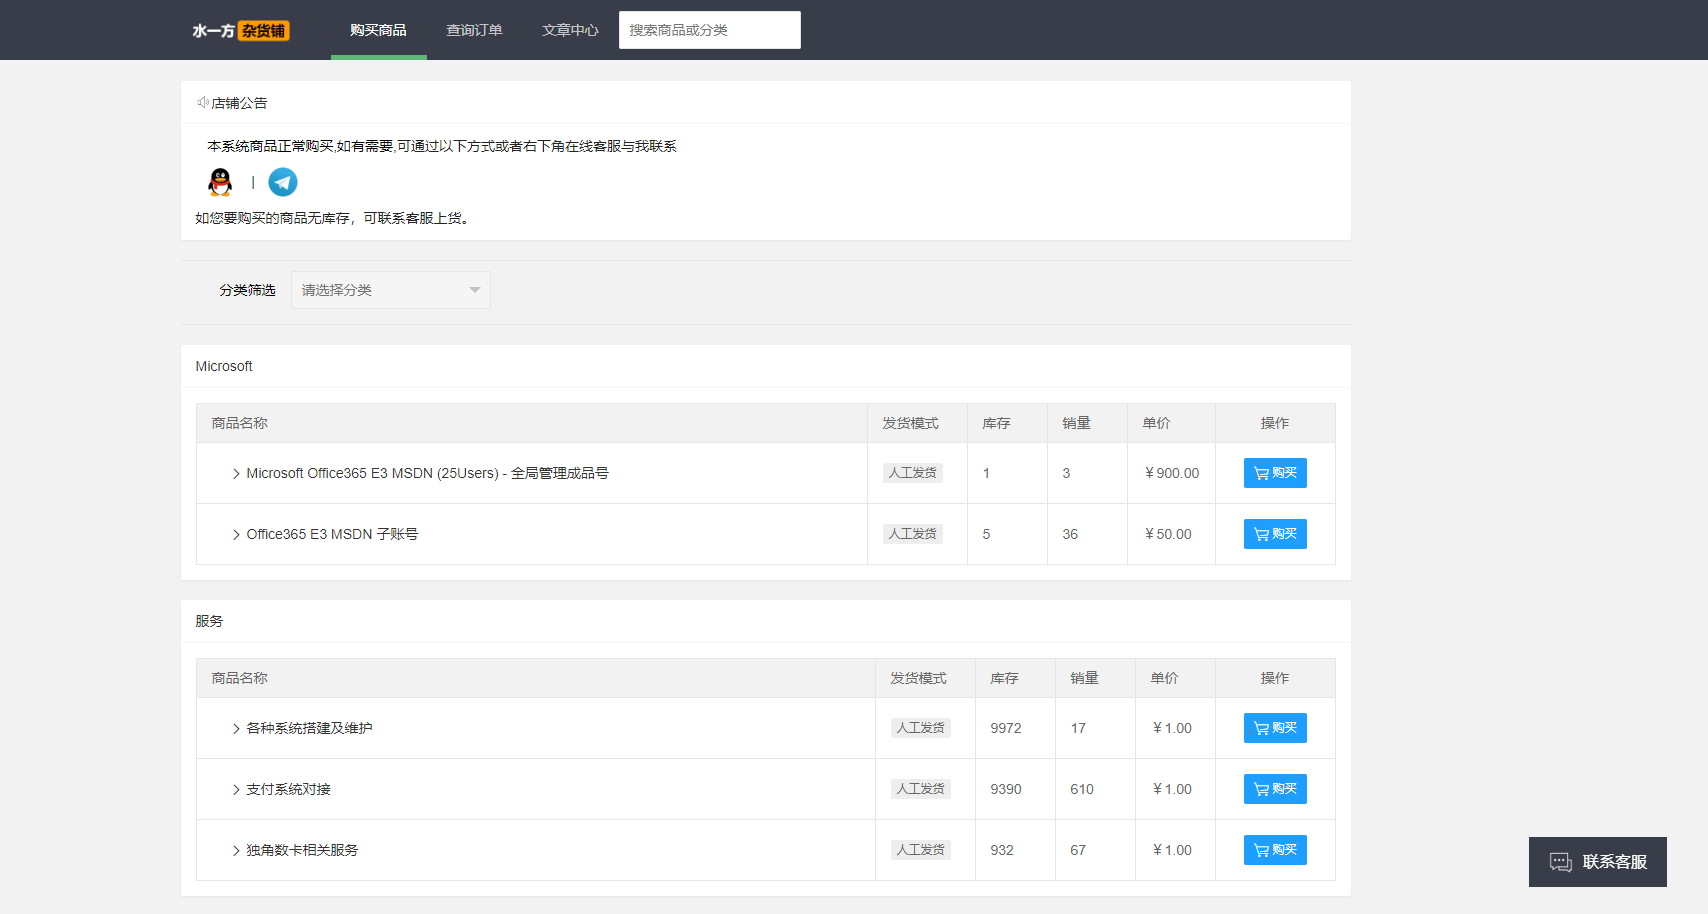 水一方 杂货铺 购买商品 查询订单 文章中心 搜索商品或分类
店铺公告
本系统商品正常购买,如有需要,可通过以下方式或者右下角在线客服与我联系
|
如您要购买的商品无库存，可联系客服上货。
分类筛选 请选择分类
Microsoft
商品名称 发货模式 库存 销量 单价 操作
Microsoft Office365 E3 MSDN (25Users) - 全局管理成品号 人工发货 1 3 ￥900.00 购买
Office365 E3 MSDN 子账号 人工发货 5 36 ￥50.00 购买
服务
商品名称 发货模式 库存 销量 单价 操作
各种系统搭建及维护 人工发货 9972 17 ￥1.00 购买
支付系统对接 人工发货 9390 610 ￥1.00 购买
独角数卡相关服务 人工发货 932 67 ￥1.00 购买
联系客服